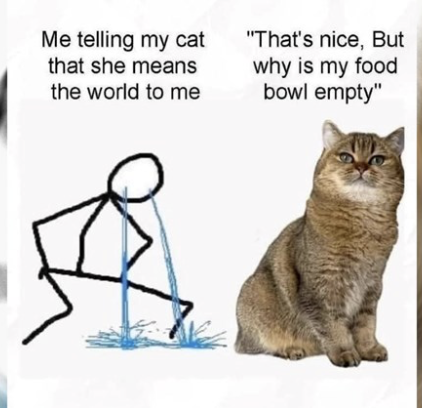 Me telling my cat
that she means
the world to me
"That's nice, But
why is my food
bowl empty"